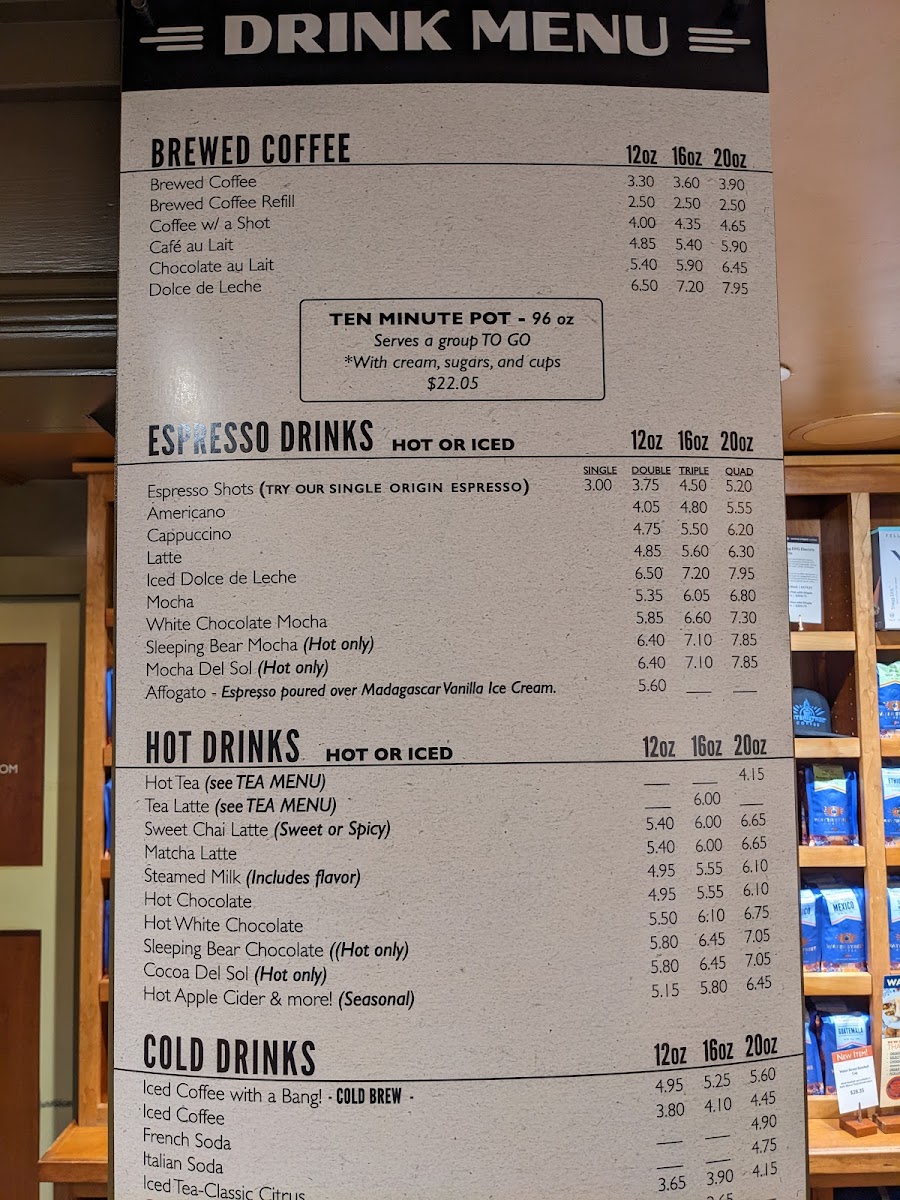 DRINK MENU
BREWED COFFEE 12oz 16oz 20oz
Brewed Coffee 3.30 3.60 3.90
Brewed Coffee Refill 2.50 2.50 2.50
Coffee w/ a Shot 4.00 4.35 4.65
Café au Lait 4.85 5.40 5.90
Chocolate au Lait 5.40 5.90 6.45
Dolce de Leche 6.50 7.20 7.95
TEN MINUTE POT - 96 oz
Serves a group TO GO
*With cream, sugars, and cups
$22.05
ESPRESSO DRINKS HOT OR ICED 12oz 16oz 20oz
SINGLE DOUBLE TRIPLE QUAD
Espresso Shots (TRY OUR SINGLE ORIGIN ESPRESSO) 3.00 3.75 4.50 5.20
Americano 4.05 4.80 5.55
Cappuccino 4.75 5.50 6.20
Latte 4.85 5.60 6.30
Iced Dolce de Leche 6.50 7.20 7.95
Mocha 5.35 6.05 6.80
White Chocolate Mocha 5.85 6.60 7.30
Sleeping Bear Mocha (Hot only) 6.40 7.10 7.85
Mocha Del Sol (Hot only) 6.40 7.10 7.85
Affogato - Espresso poured over Madagascar Vanilla Ice Cream. 5.60 __ __
HOT DRINKS HOT OR ICED 12oz 16oz 20oz
Hot Tea (see TEA MENU) __ __ 4.15
Tea Latte (see TEA MENU) __ 6.00 __
Sweet Chai Latte (Sweet or Spicy) 5.40 6.00 6.65
Matcha Latte 5.40 6.00 6.65
Steamed Milk (Includes flavor) 4.95 5.55 6.10
Hot Chocolate 4.95 5.55 6.10
Hot White Chocolate 5.50 6:10 6.75
Sleeping Bear Chocolate ((Hot only) 5.80 6.45 7.05
Cocoa Del Sol (Hot only) 5.80 6.45 7.05
Hot Apple Cider & more! (Seasonal) 5.15 5.80 6.45
COLD DRINKS 12oz 16oz 20oz
Iced Coffee with a Bang! - COLD BREW - 4.95 5.25 5.60
Iced Coffee 3.80 4.10 4.45
French Soda __ __ 4.90
Italian Soda __ __ 4.75
Iced Tea-Classic Citrus 3.65 3.90 4.15
OM
MEXICO
GUATEMALA
New Item!
$26.25